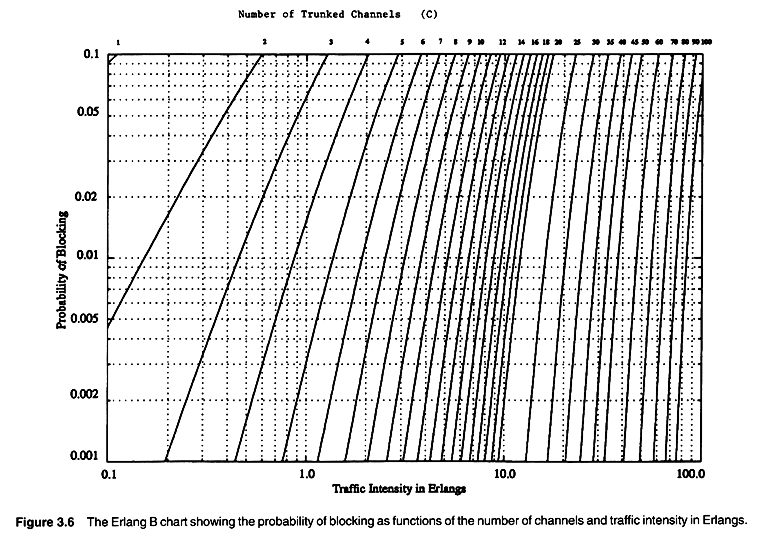 Number of Trunked Channels (C)
1 2 3 4 5 6 7 8 9 10 12 14 16 18 20 25 30 35 40 45 50 60 70 80 90 100
0.1
0.05
0.02
0.01
0.005
0.002
0.001
Probability of Blocking
0.1 1.0 10.0 100.0
Traffic Intensity in Erlangs
Figure 3.6 The Erlang B chart showing the probability of blocking as functions of the number of channels and traffic intensity in Erlangs.